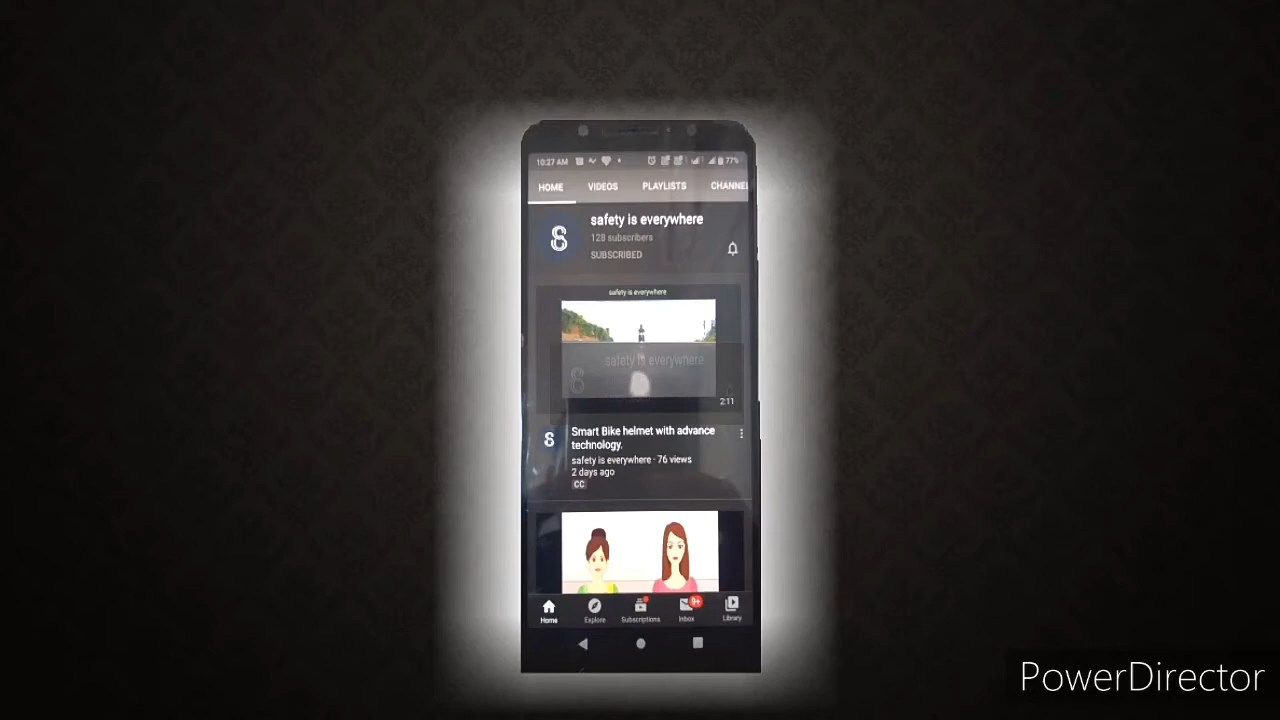 10:27 AM 77%
HOME VIDEOS PLAYLISTS CHANNEL
safety is everywhere
128 subscribers
SUBSCRIBED
safety is everywhere
safety is everywhere
2:11
Smart Bike helmet with advance
technology.
safety is everywhere · 76 views
2 days ago
CC
Home Explore Subscriptions 9+ Inbox Library
PowerDirector